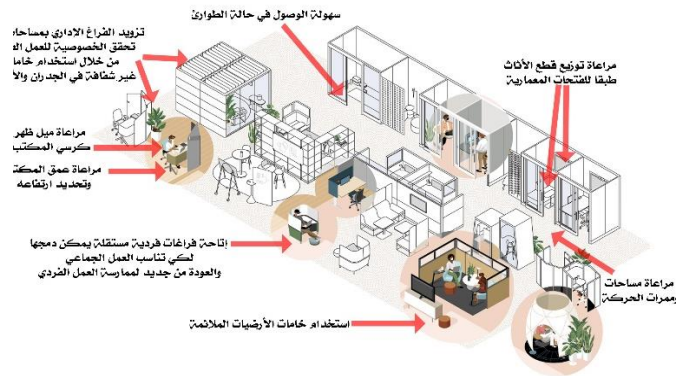 سهولة الوصول في حالة الطوارئ
تزويد الفراغ الإداري بمساحات
تحقق الخصوصية للعمل
من خلال استخدام
غير شفافة في الجدران
مراعاة توزيع قطع الأثاث
طبقا للفتحات المعمارية
مراعاة ميل ظهر
كرسي المكتب
مراعاة عمق
وتحديد ارتفاعه
إتاحة فراغات فردية مستقلة يمكن دمجها
لكي تناسب العمل الجماعي
والعودة من جديد لممارسة العمل الفردي
مراعاة مساحات
وممرات الحركة
استخدام خامات الأرضيات الملائمة